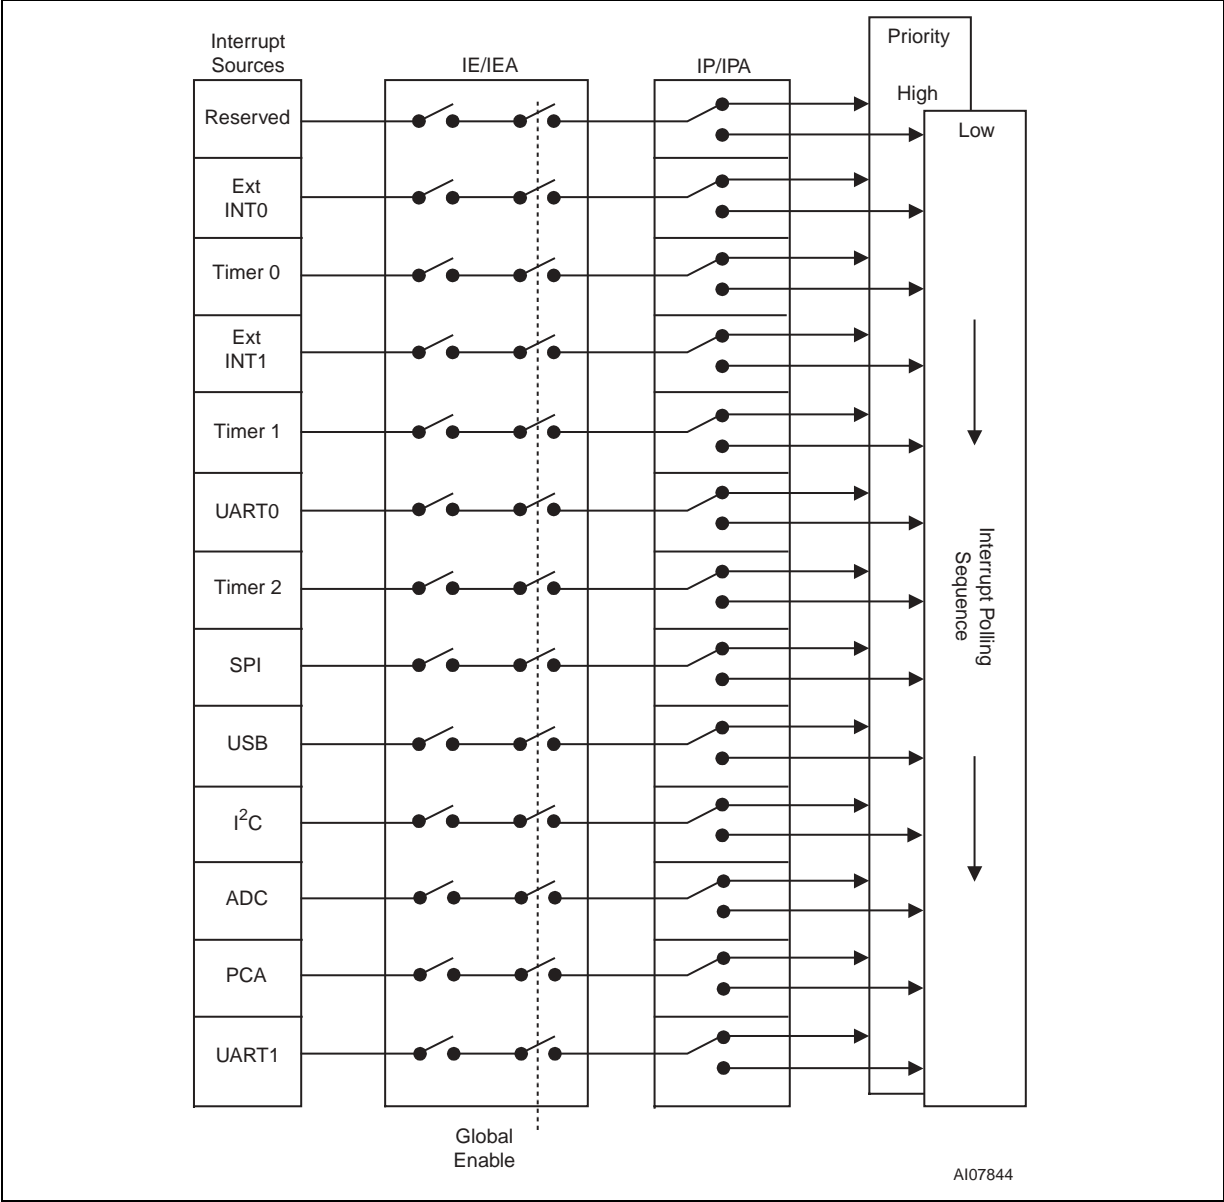 Interrupt
Sources
IE/IEA
IP/IPA
Priority
High
Low
Reserved
Ext
INT0
Timer 0
Ext
INT1
Timer 1
UART0
Timer 2
SPI
USB
I²C
ADC
PCA
UART1
Interrupt Polling
Sequence
Global
Enable
AI07844